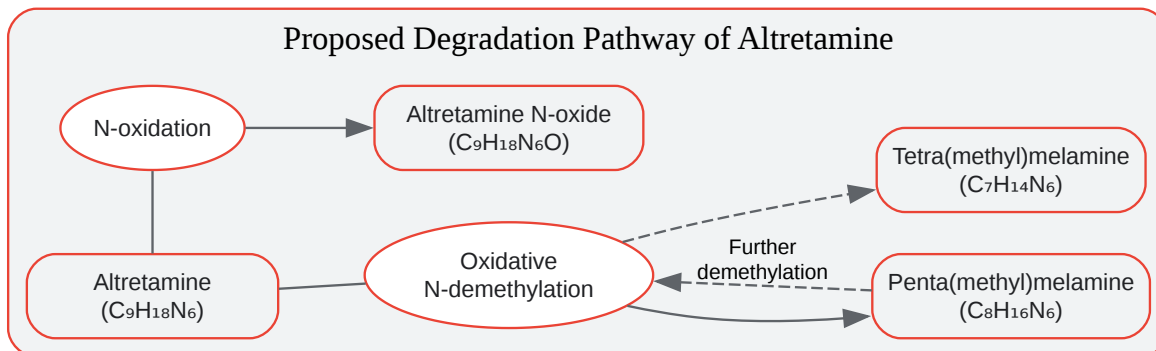 Proposed Degradation Pathway of Altretamine
N-oxidation
Altretamine N-oxide
(C₉H₁₈N₆O)
Tetra(methyl)melamine
(C₇H₁₄N₆)
Altretamine
(C₉H₁₈N₆)
Oxidative
N-demethylation
Further
demethylation
Penta(methyl)melamine
(C₈H₁₆N₆)